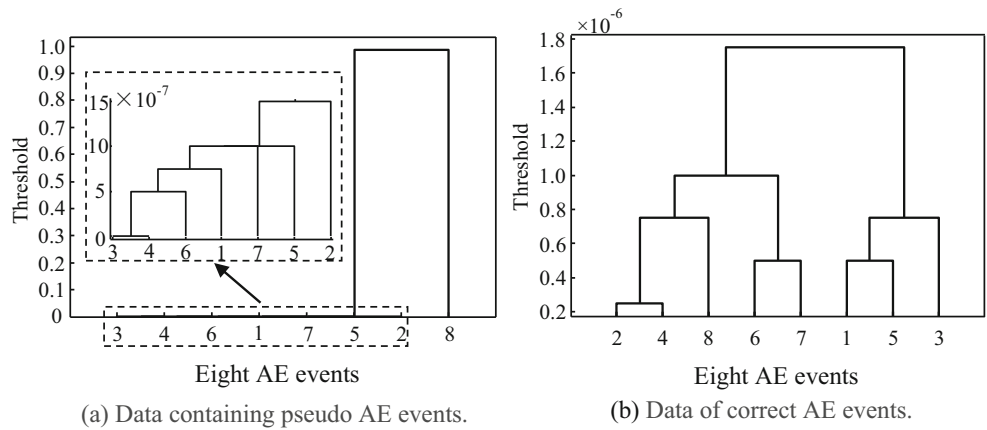 ×10⁻⁶
1.0
0.9
0.8
0.7
0.6
0.5
0.4
0.3
0.2
0.1
0
Threshold
15 ×10⁻⁷
10
5
0
3 4 6 1 7 5 2
3 4 6 1 7 5 2 8
Eight AE events
(a) Data containing pseudo AE events.
1.8
1.6
1.4
1.2
1.0
0.8
0.6
0.4
0.2
Threshold
2 4 8 6 7 1 5 3
Eight AE events
(b) Data of correct AE events.